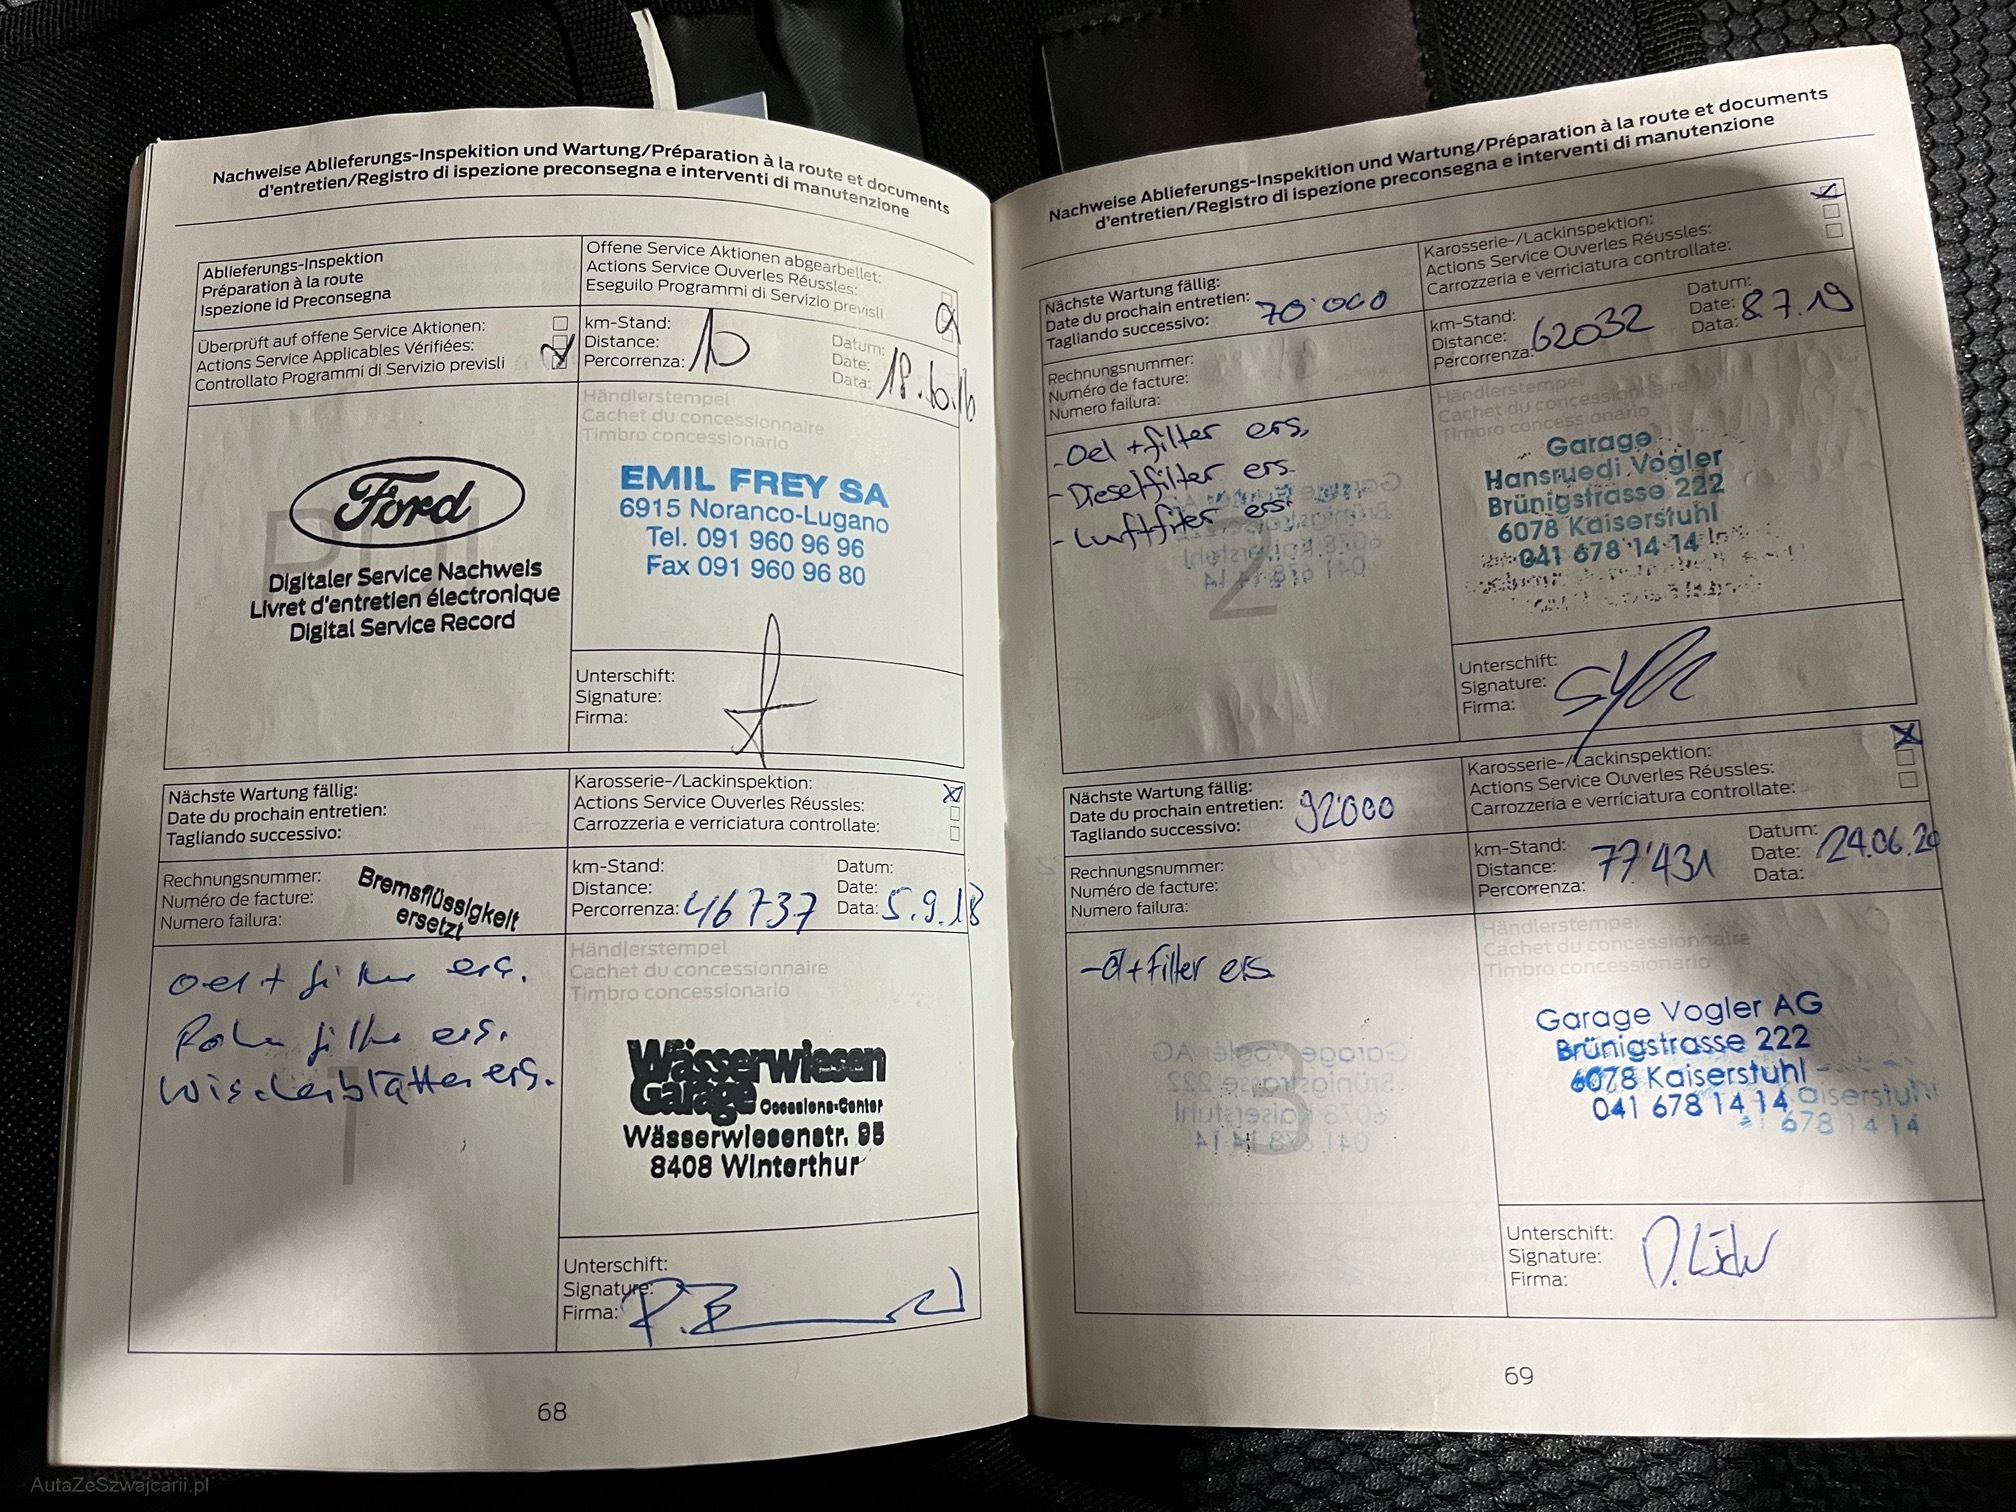 Nachweise Ablieferungs-Inspekition und Wartung/Préparation à la route et documents
d'entretien/Registro di ispezione preconsegna e interventi di manutenzione
Ablieferungs-Inspektion
Préparation à la route
Ispezione id Preconsegna
Offene Service Aktionen abgearbellet:
Actions Service Ouverles Réussles:
Eseguilo Programmi di Servizio previsli
Überprüft auf offene Service Aktionen:
Actions Service Applicables Vérifiées:
Controllato Programmi di Servizio previsli
km-Stand:
Distance:
Percorrenza: 10
Datum:
Date:
Data: 18.10.16
Händlerstempel
Cachet du concessionnaire
Timbro concessionario
PDI
Ford
Digitaler Service Nachweis
Livret d'entretien électronique
Digital Service Record
EMIL FREY SA
6915 Noranco-Lugano
Tel. 091 960 96 96
Fax 091 960 96 80
Unterschift:
Signature:
Firma:
Nächste Wartung fällig:
Date du prochain entretien:
Tagliando successivo:
Karosserie-/Lackinspektion:
Actions Service Ouverles Réussles:
Carrozzeria e verriciatura controllate:
Rechnungsnummer:
Numéro de facture:
Numero failura:
Bremsflüssigkeit
ersetzt
km-Stand:
Distance:
Percorrenza: 46737
Datum:
Date:
Data: 5.9.18
Oel + filter ers.
Pollen filter ers.
Wischerblätter ers.
1
Händlerstempel
Cachet du concessionnaire
Timbro concessionario
Wässerwiesen
Garage Occasions-Center
Wässerwiesenstr. 95
8408 Winterthur
Unterschift:
Signature:
Firma:
68
Nachweise Ablieferungs-Inspekition und Wartung/Préparation à la route et documents
d'entretien/Registro di ispezione preconsegna e interventi di manutenzione
Nächste Wartung fällig:
Date du prochain entretien: 70'000
Tagliando successivo:
Karosserie-/Lackinspektion:
Actions Service Ouverles Réussles:
Carrozzeria e verriciatura controllate:
Rechnungsnummer:
Numéro de facture:
Numero failura:
km-Stand:
Distance:
Percorrenza: 62032
Datum:
Date:
Data: 8.7.19
- Oel + filter ers.
- Dieselfilter ers.
- Luftfilter ers.
2
Händlerstempel
Cachet du concessionnaire
Timbro concessionario
Garage
Hansruedi Vogler
Brünigstrasse 222
6078 Kaiserstuhl
041 678 14 14
Unterschift:
Signature:
Firma:
Nächste Wartung fällig:
Date du prochain entretien: 92'000
Tagliando successivo:
Karosserie-/Lackinspektion:
Actions Service Ouverles Réussles:
Carrozzeria e verriciatura controllate:
Rechnungsnummer:
Numéro de facture:
Numero failura:
km-Stand:
Distance:
Percorrenza: 77'431
Datum:
Date: 24.06.20
Data:
- Öl + Filter ers.
3
Händlerstempel
Cachet du concessionnaire
Timbro concessionario
Garage Vogler AG
Brünigstrasse 222
6078 Kaiserstuhl
041 678 14 14
Unterschift:
Signature:
Firma:
69
AutaZeSzwajcarii.pl